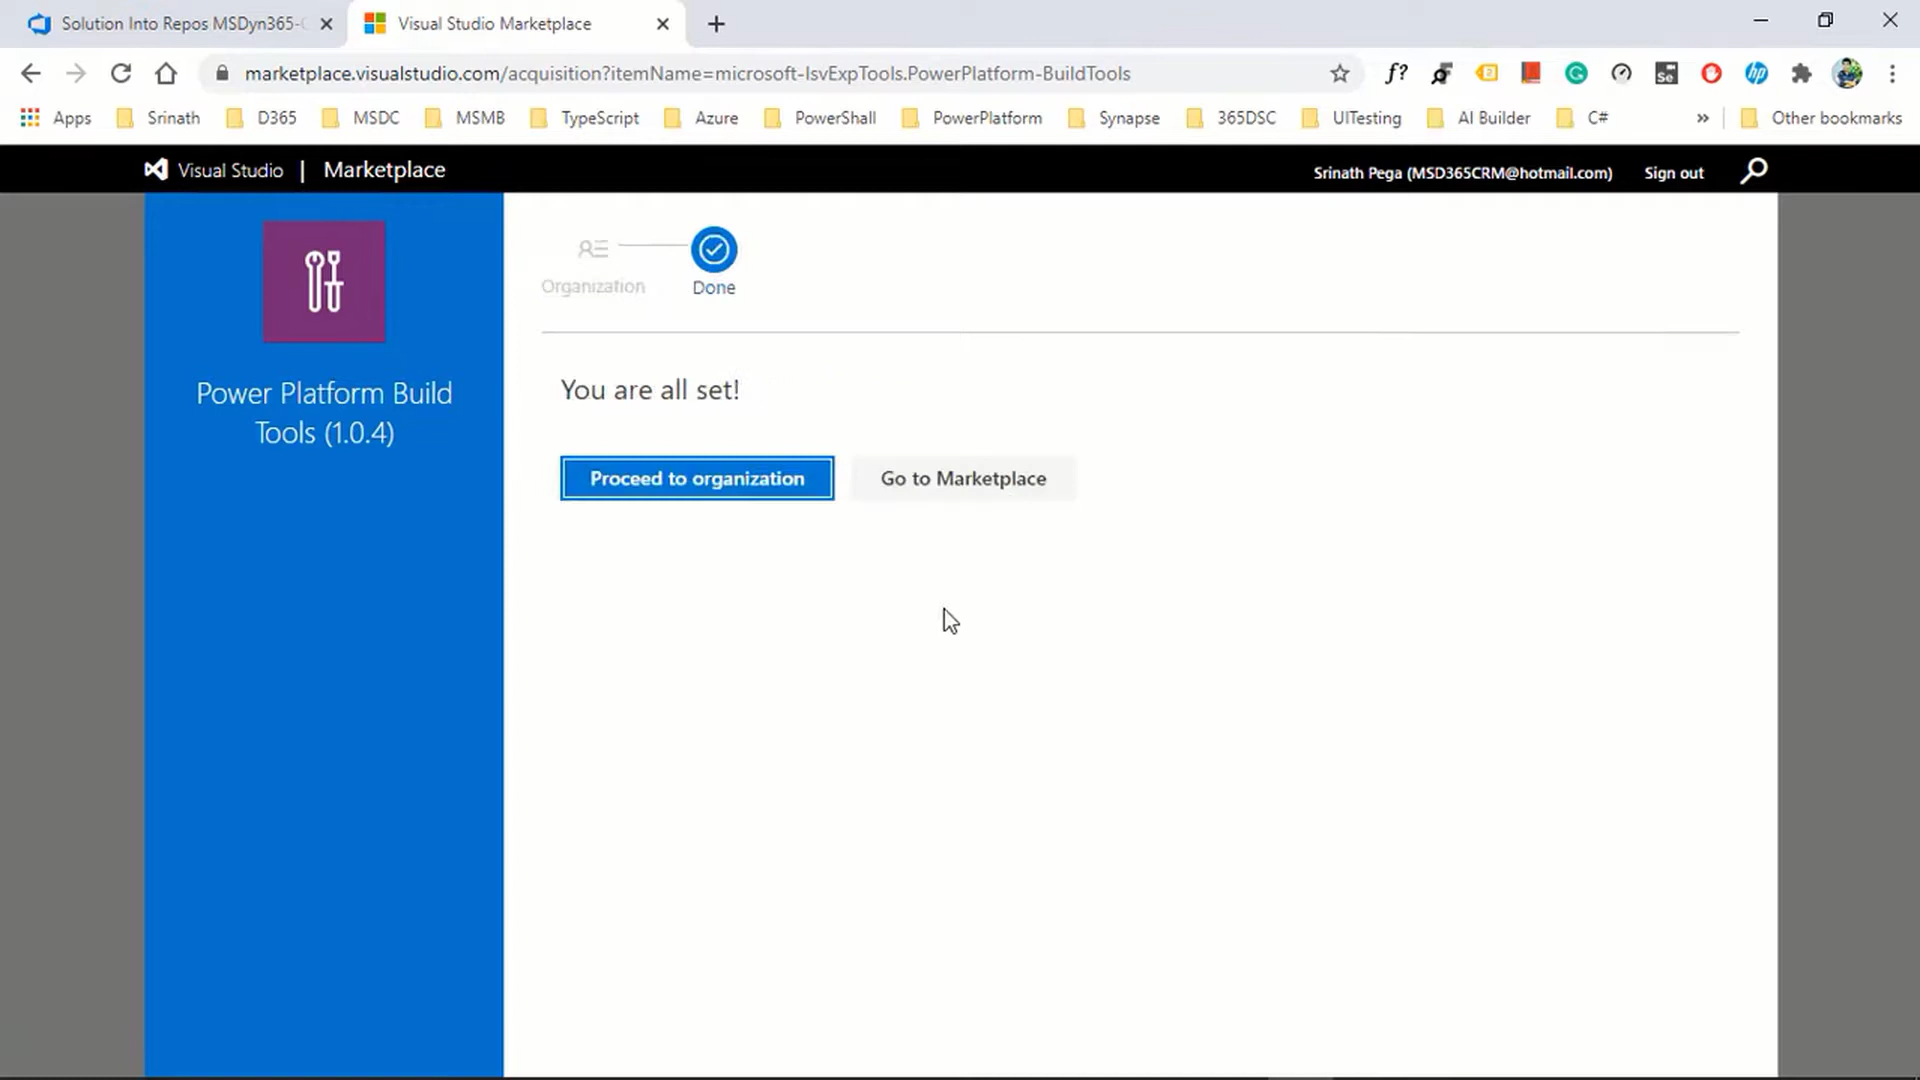 Solution Into Repos MSDyn365-
Visual Studio Marketplace
marketplace.visualstudio.com/acquisition?itemName=microsoft-IsvExpTools.PowerPlatform-BuildTools
f?
Apps Srinath D365 MSDC MSMB TypeScript Azure PowerShall PowerPlatform Synapse 365DSC UITesting AI Builder C# » Other bookmarks
Visual Studio | Marketplace
Srinath Pega (MSD365CRM@hotmail.com) Sign out
Power Platform Build
Tools (1.0.4)
Organization
Done
You are all set!
Proceed to organization
Go to Marketplace